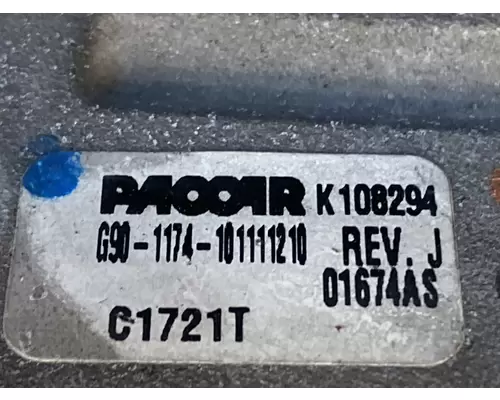 PACCAR K108294
G90-1174-101111210 REV. J
01674AS
C1721T